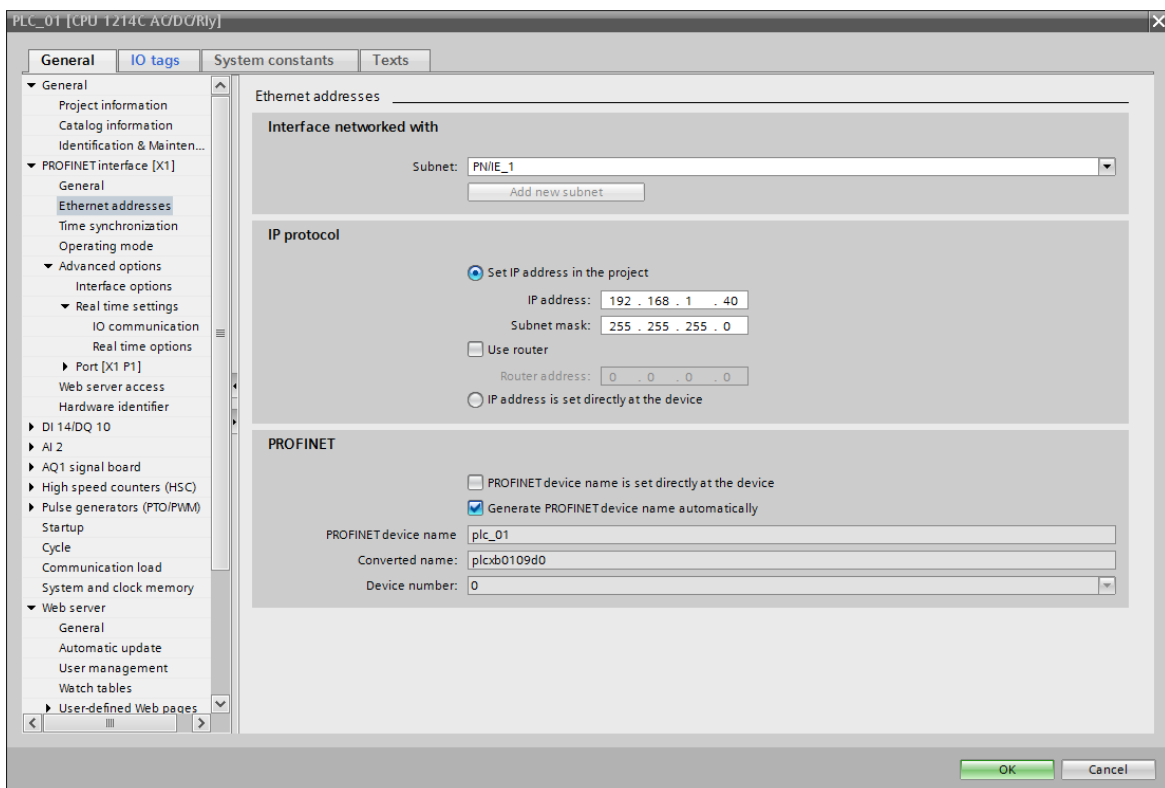 PLC_01 [CPU 1214C AC/DC/Rly]
General IO tags System constants Texts
General
Project information
Catalog information
Identification & Mainten...
PROFINET interface [X1]
General
Ethernet addresses
Time synchronization
Operating mode
Advanced options
Interface options
Real time settings
IO communication
Real time options
Port [X1 P1]
Web server access
Hardware identifier
DI 14/DQ 10
AI 2
AQ1 signal board
High speed counters (HSC)
Pulse generators (PTO/PWM)
Startup
Cycle
Communication load
System and clock memory
Web server
General
Automatic update
User management
Watch tables
User-defined Web pages
Ethernet addresses
Interface networked with
Subnet: PN/IE_1
Add new subnet
IP protocol
Set IP address in the project
IP address: 192 . 168 . 1 . 40
Subnet mask: 255 . 255 . 255 . 0
Use router
Router address: 0 . 0 . 0 . 0
IP address is set directly at the device
PROFINET
PROFINET device name is set directly at the device
Generate PROFINET device name automatically
PROFINET device name plc_01
Converted name: plcxb0109d0
Device number: 0
OK Cancel